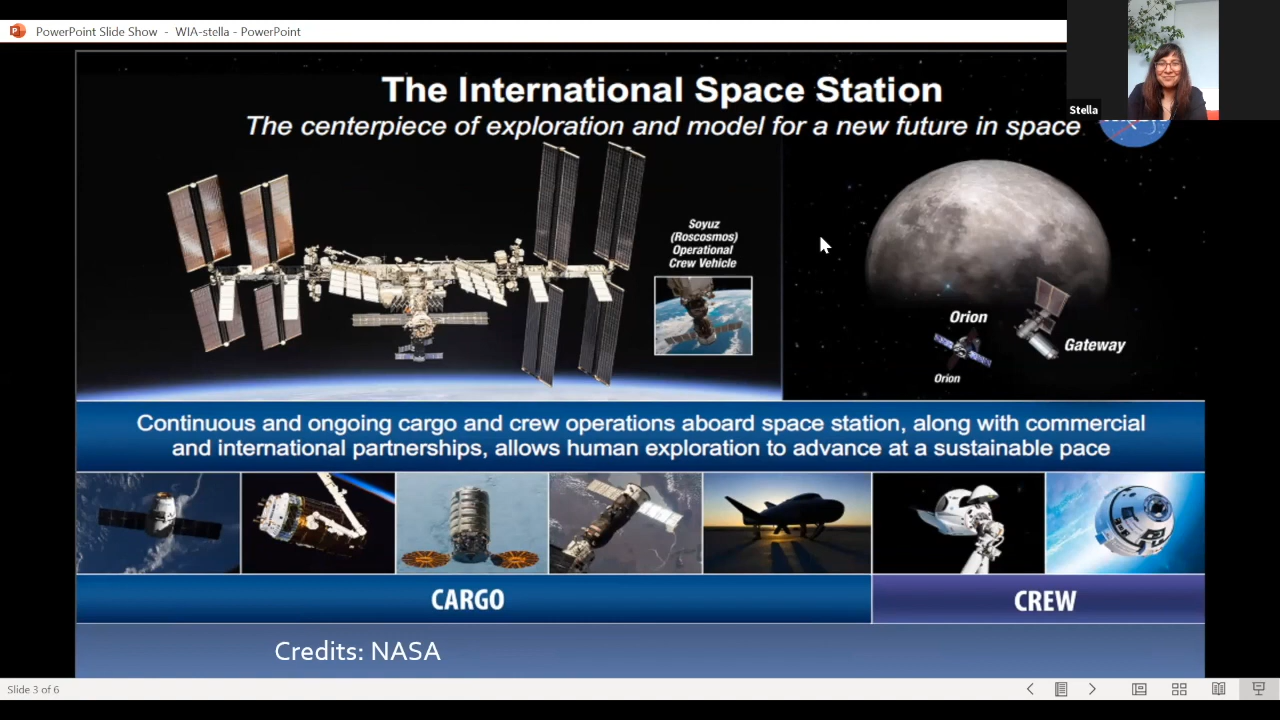 PowerPoint Slide Show - WIA-stella - PowerPoint
Stella
The International Space Station
The centerpiece of exploration and model for a new future in space
Soyuz
(Roscosmos)
Operational
Crew Vehicle
Orion
Gateway
Orion
Continuous and ongoing cargo and crew operations aboard space station, along with commercial
and international partnerships, allows human exploration to advance at a sustainable pace
CARGO
CREW
Credits: NASA
Slide 3 of 6